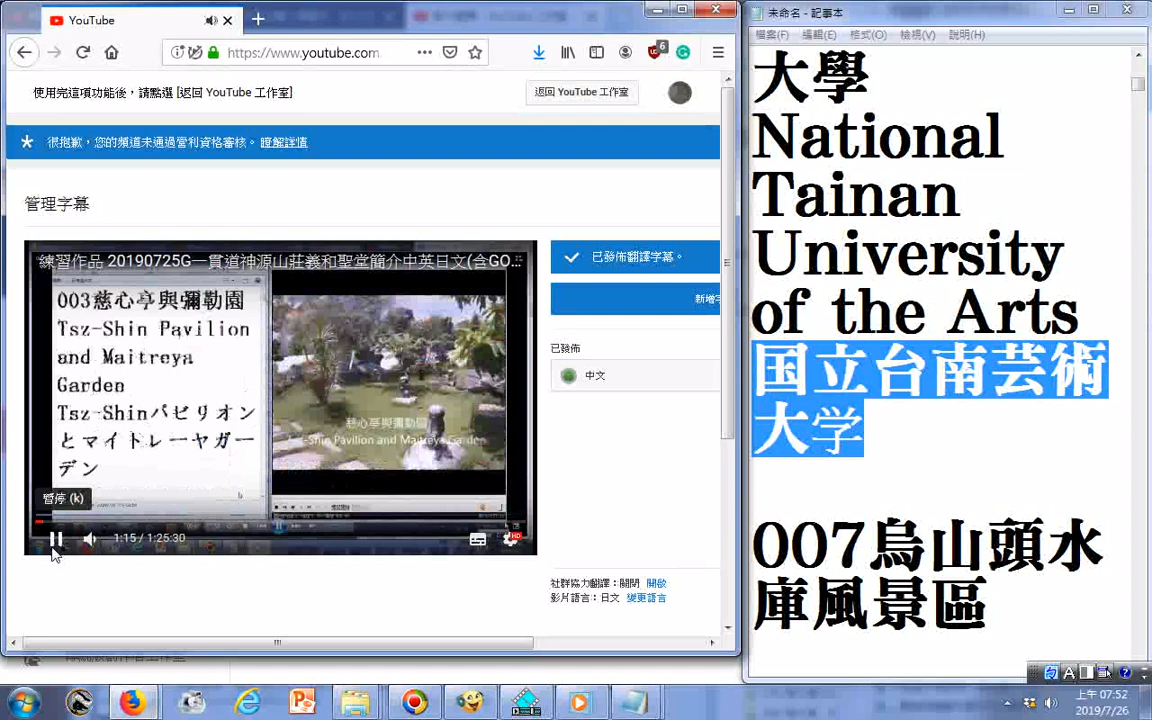 YouTube
https://www.youtube.com
6
使用完這項功能後，請點選 [返回 YouTube 工作室]
返回 YouTube 工作室
很抱歉，您的頻道未通過營利資格審核。 瞭解詳情
管理字幕
練習作品 20190725G一貫道神源山莊義和聖堂簡介中英日文(含GO...
003慈心亭與彌勒園
Tsz-Shin Pavilion
and Maitreya
Garden
Tsz-Shinパビリオン
とマイトレーヤガー
デン
慈心亭與彌勒園
Tsz-Shin Pavilion and Maitreya Garden
暫停 (k)
1:15 / 1:25:30
HD
已發佈翻譯字幕。
新增字
已發佈
中文
社群協力翻譯：關閉 開啟
影片語言：日文 變更語言
未命名 - 記事本
檔案(F) 編輯(E) 格式(O) 檢視(V) 說明(H)
大學
National
Tainan
University
of the Arts
国立台南芸術
大学
007烏山頭水
庫風景區
上午 07:52
2019/7/26